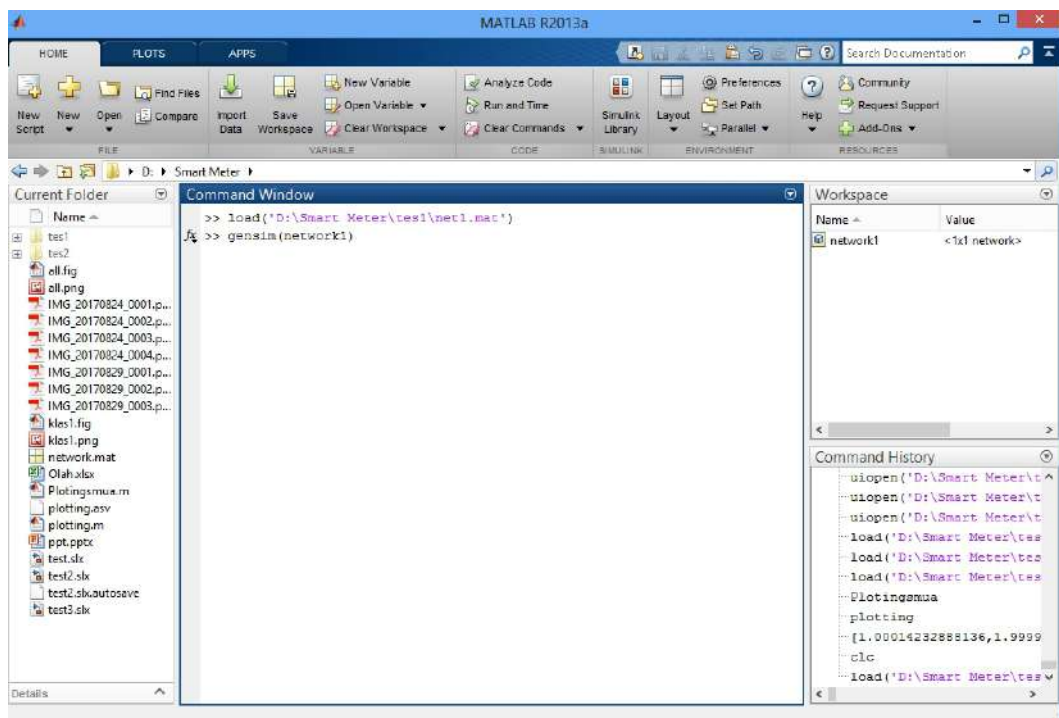 MATLAB R2013a
HOME PLOTS APPS
Search Documentation
New Script
New
Open
Find Files
Compare
Import Data
Save Workspace
New Variable
Open Variable
Clear Workspace
Analyze Code
Run and Time
Clear Commands
Simulink Library
Layout
Preferences
Set Path
Parallel
Help
Community
Request Support
Add-Ons
FILE VARIABLE CODE SIMULINK ENVIRONMENT RESOURCES
D: Smart Meter
Current Folder
Name
tes1
tes2
all.fig
all.png
IMG_20170824_0001.p...
IMG_20170824_0002.p...
IMG_20170824_0003.p...
IMG_20170824_0004.p...
IMG_20170829_0001.p...
IMG_20170829_0002.p...
IMG_20170829_0003.p...
klas1.fig
klas1.png
network.mat
Olah.xlsx
Plotingsmua.m
plotting.asv
plotting.m
ppt.pptx
test.slx
test2.slx
test2.slx.autosave
test3.slx
Details
Command Window
>> load('D:\Smart Meter\tes1\net1.mat')
fx >> gensim(network1)
Workspace
Name Value
network1 <1x1 network>
Command History
uiopen('D:\Smart Meter\t
uiopen('D:\Smart Meter\t
uiopen('D:\Smart Meter\t
load('D:\Smart Meter\tes
load('D:\Smart Meter\tes
load('D:\Smart Meter\tes
Plotingsmua
plotting
[1.00014232888136,1.9999
clc
load('D:\Smart Meter\tes